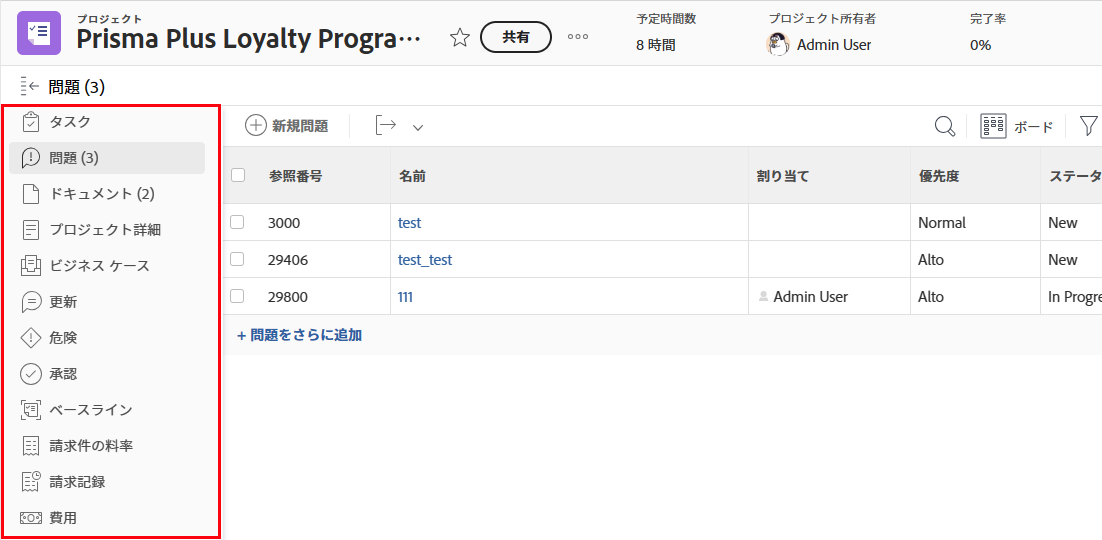 プロジェクト
Prisma Plus Loyalty Progra…
共有
予定時間数
8 時間
プロジェクト所有者
Admin User
完了率
0%
問題 (3)
タスク
問題 (3)
ドキュメント (2)
プロジェクト詳細
ビジネス ケース
更新
危険
承認
ベースライン
請求件の料率
請求記録
費用
新規問題
ボード
参照番号 名前 割り当て 優先度 ステータ
3000 test Normal New
29406 test_test Alto New
29800 111 Admin User Alto In Progre
+ 問題をさらに追加